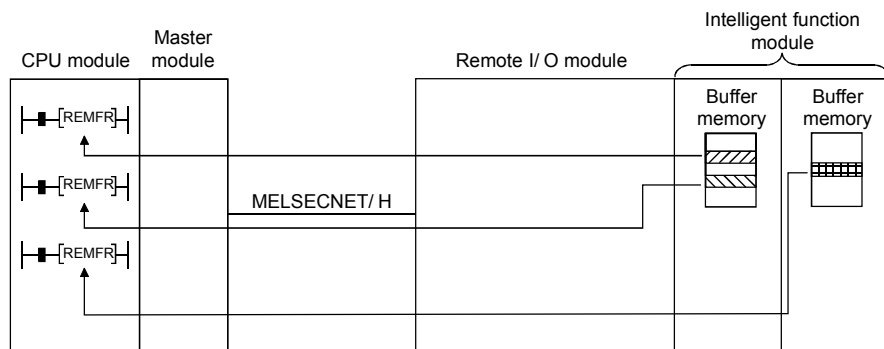 Intelligent function
module
CPU module
Master
module
Remote I/ O module
Buffer
memory
Buffer
memory
REMFR
REMFR
MELSECNET/ H
REMFR